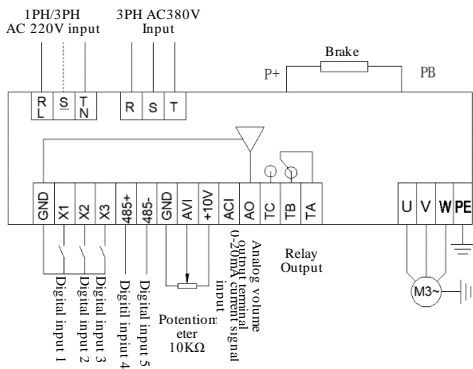 1PH/3PH
AC 220V input
3PH AC380V
Input
Brake
P+
PB
R
L
S
T
N
R
S
T
GND
X1
X2
X3
485+
485-
GND
AVI
+10V
ACI
AO
TC
TB
TA
U
V
W
PE
Digital input 1
Digital input 2
Digital input 3
Digitil inpiut 4
Digital input 5
Potentiom
eter
10KΩ
0-20mA current signal
input
Analog volume
output terminal
Relay
Output
M3~